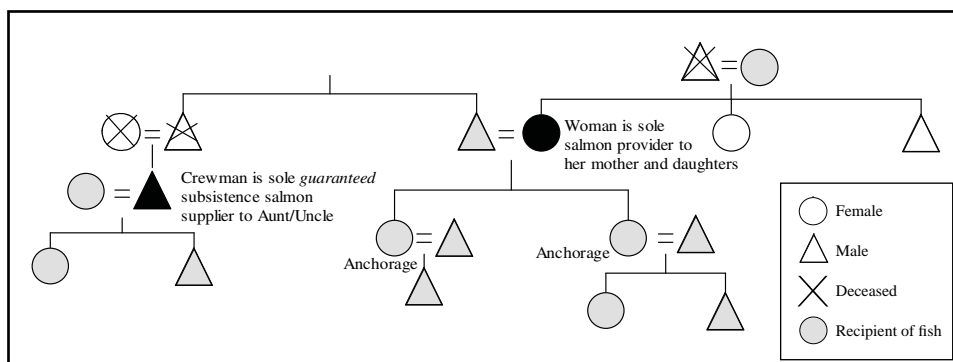 Woman is sole
salmon provider to
her mother and daughters
Crewman is sole guaranteed
subsistence salmon
supplier to Aunt/Uncle
Anchorage
Anchorage
Female
Male
Deceased
Recipient of fish